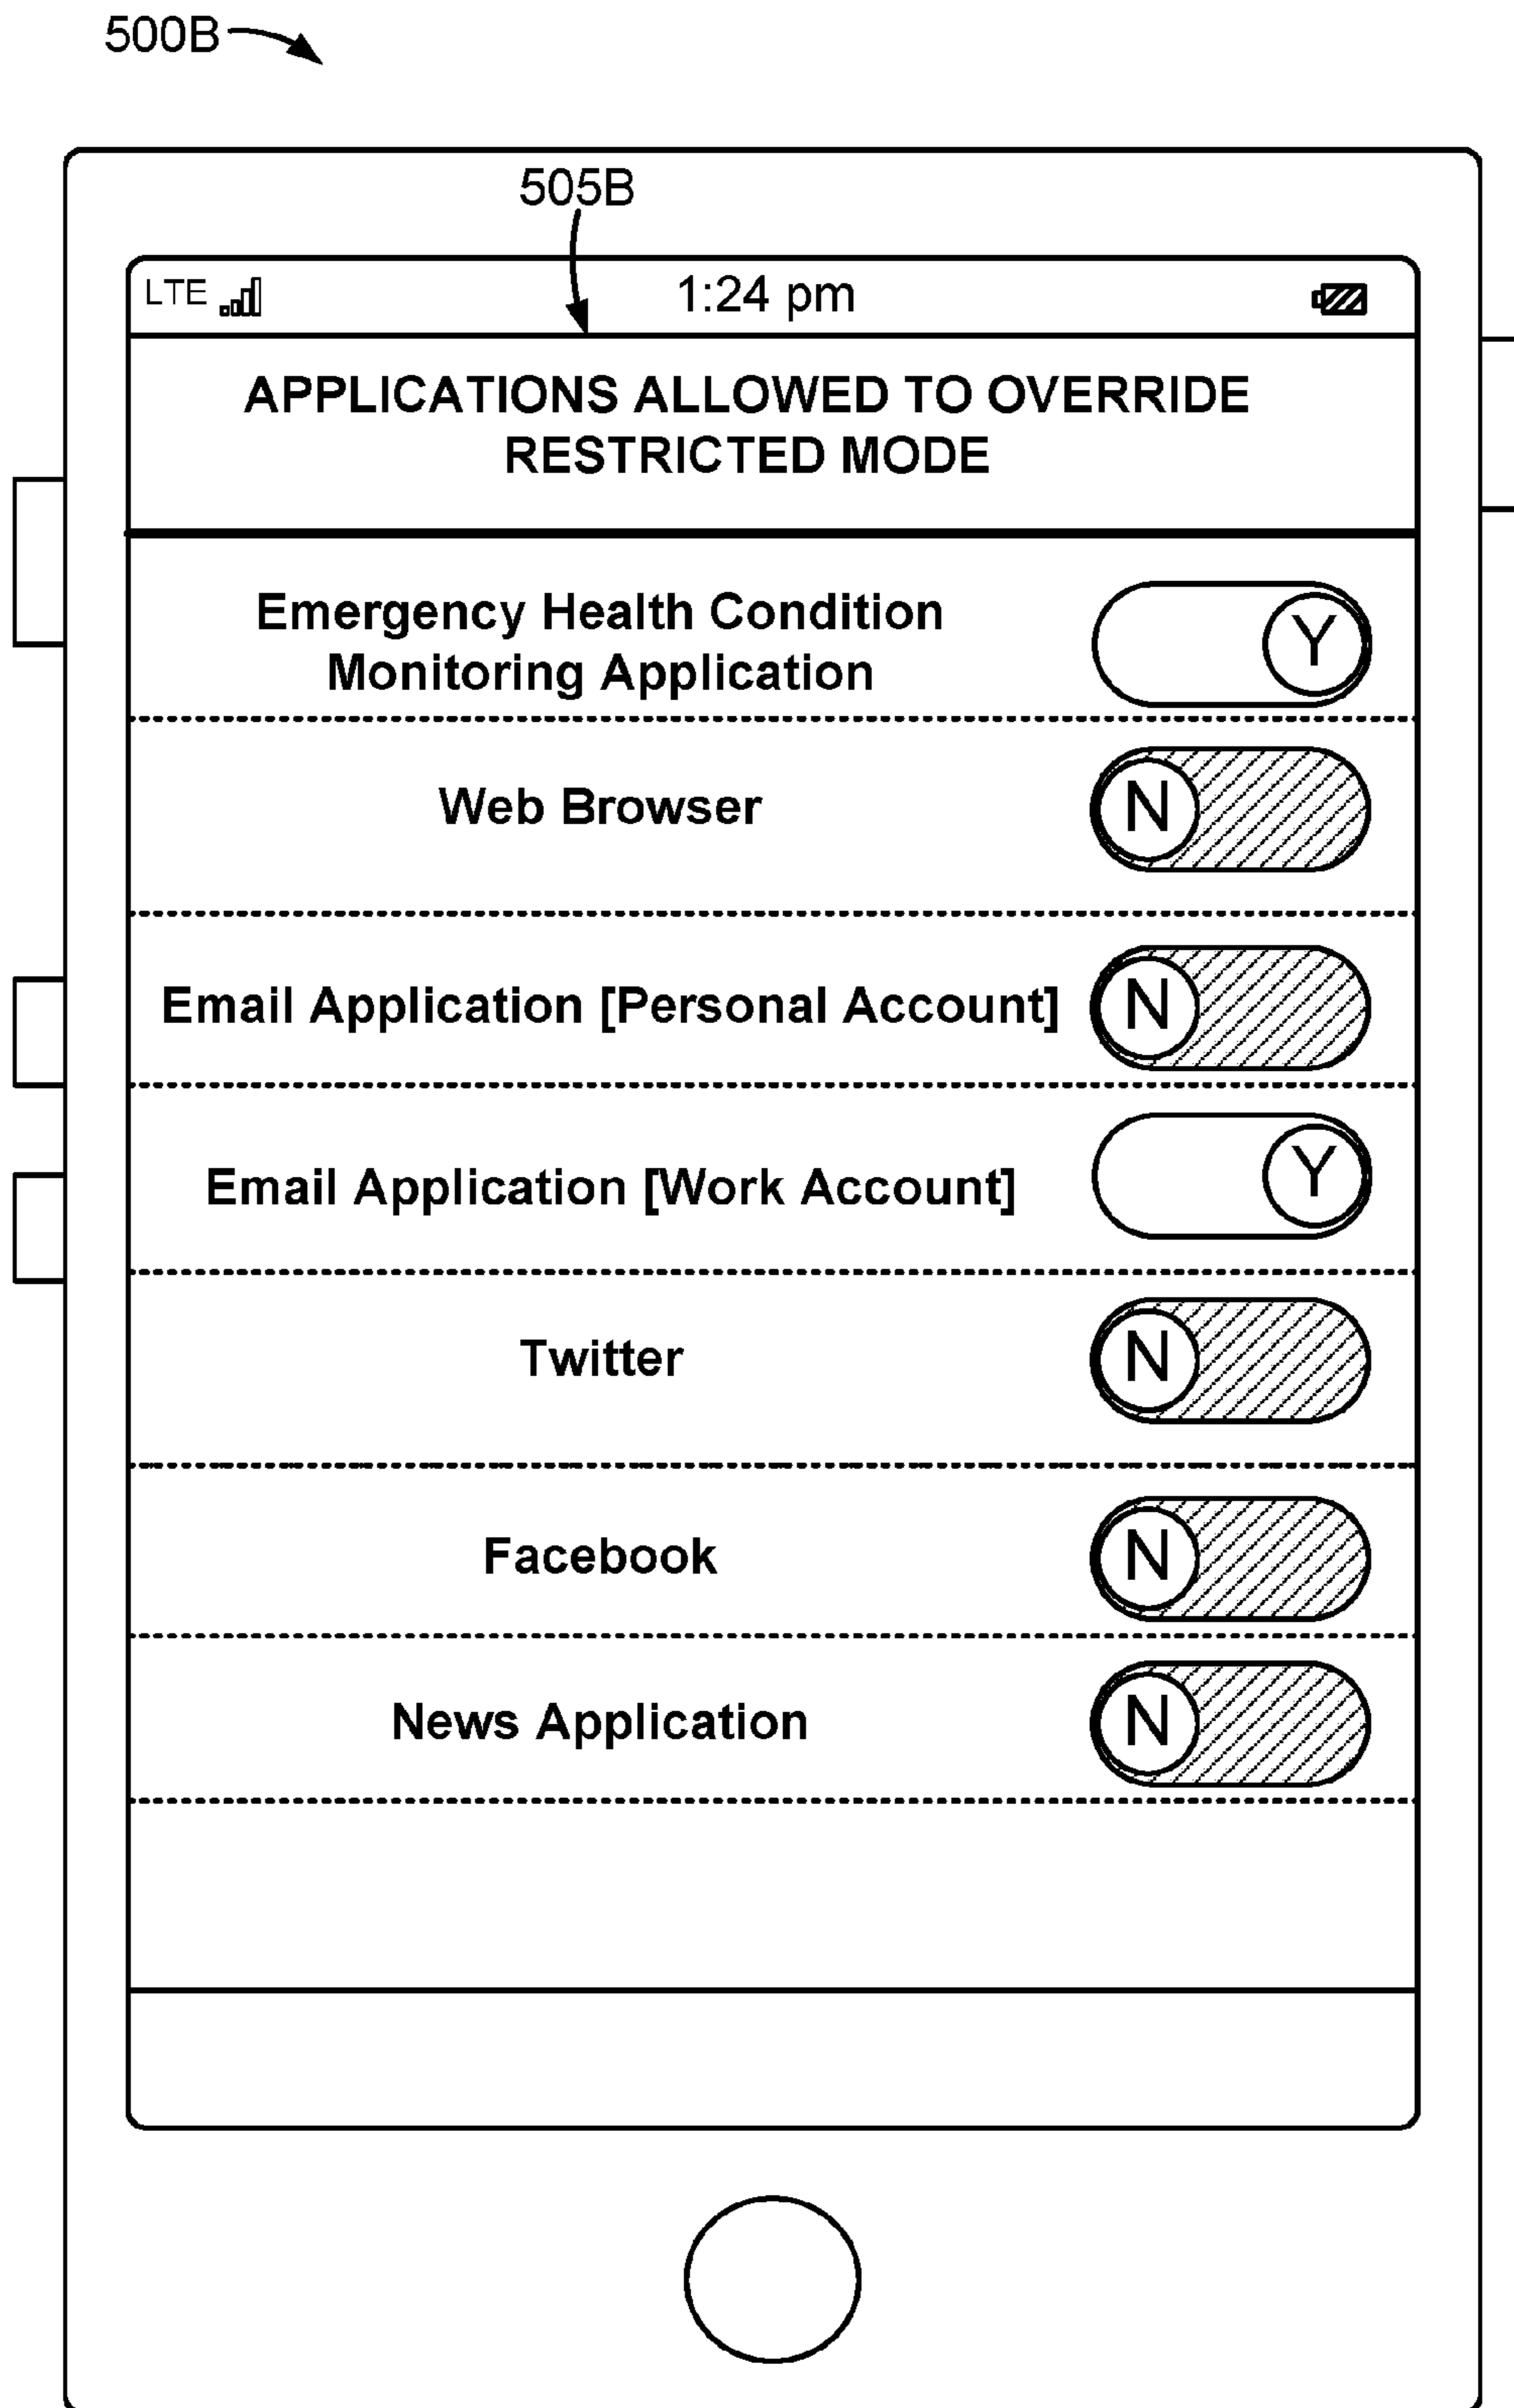 500B
505B
LTE 1:24 pm
APPLICATIONS ALLOWED TO OVERRIDE
RESTRICTED MODE
Emergency Health Condition
Monitoring Application
Y
Web Browser
N
Email Application [Personal Account]
N
Email Application [Work Account]
Y
Twitter
N
Facebook
N
News Application
N